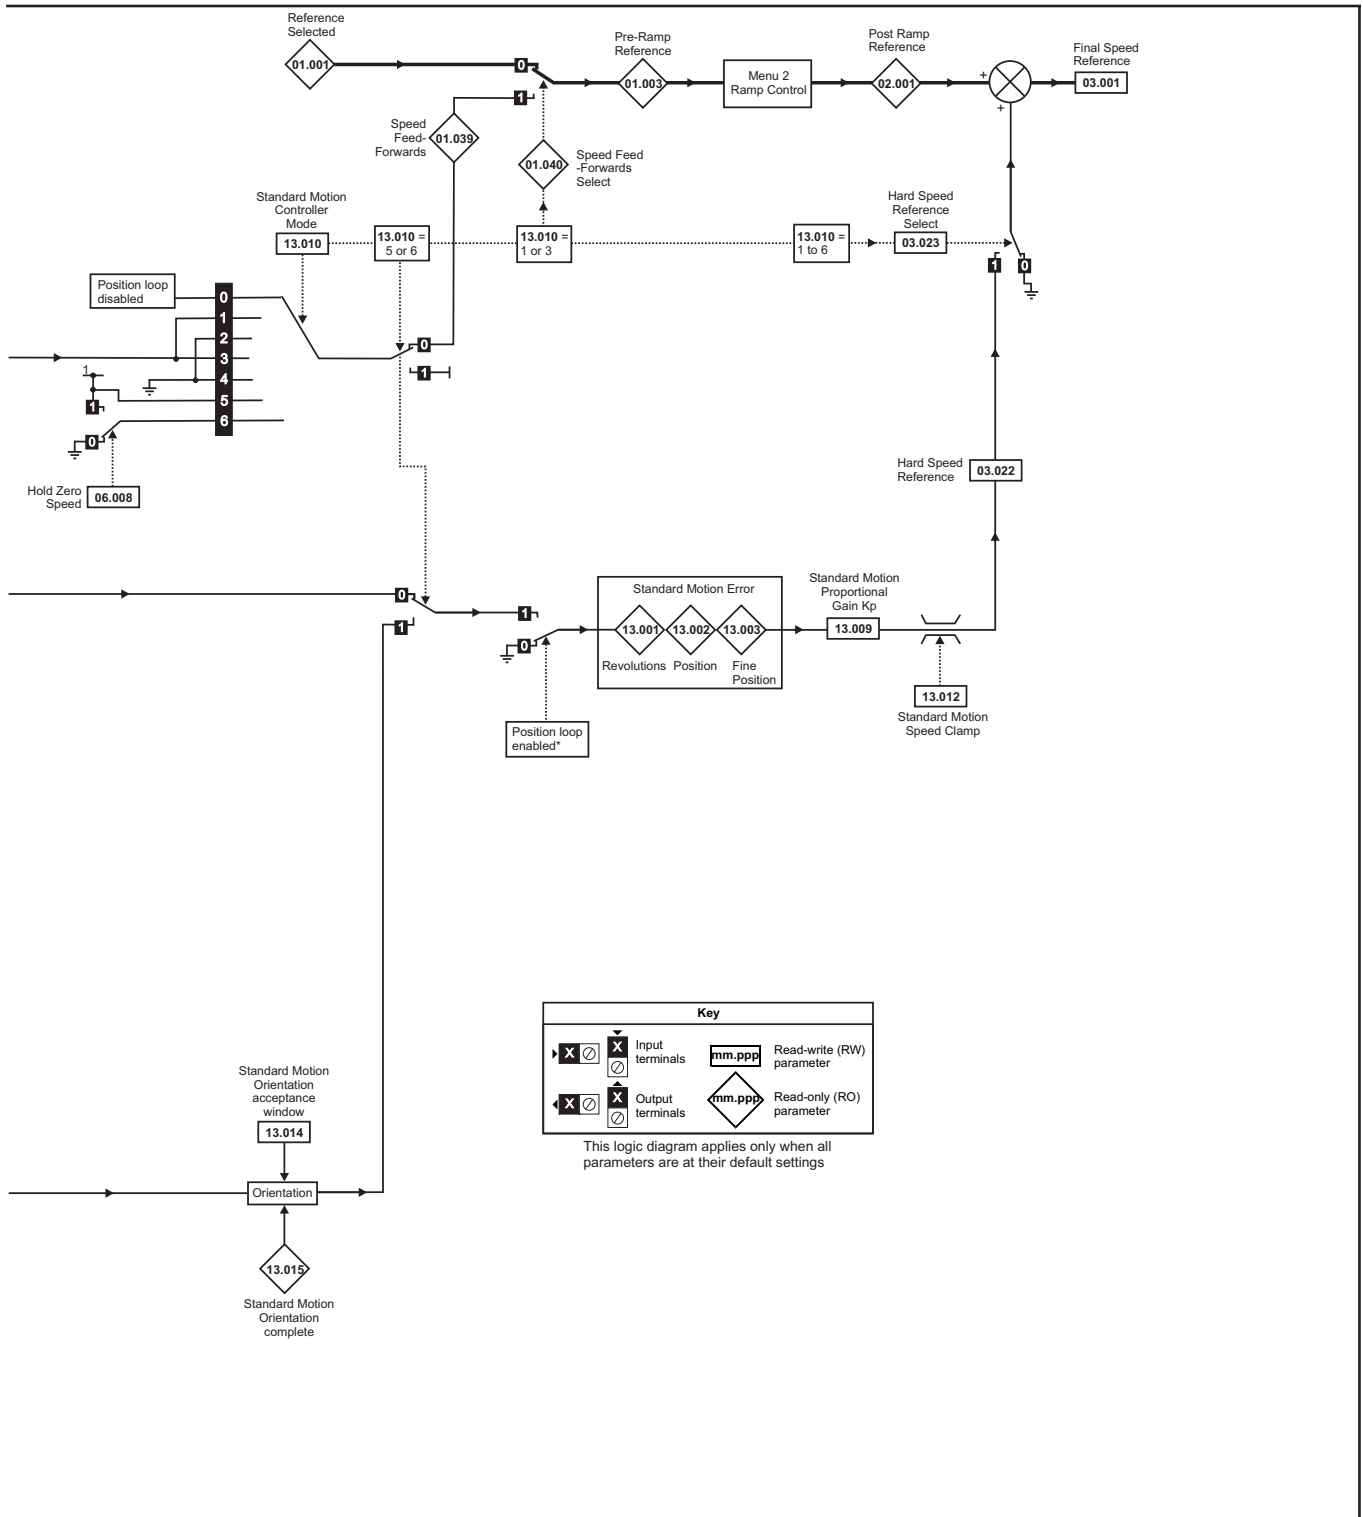 Reference
Selected
01.001
0
1
Pre-Ramp
Reference
01.003
Menu 2
Ramp Control
Post Ramp
Reference
02.001
+
+
Final Speed
Reference
03.001
Speed
Feed-
Forwards
01.039
01.040
Speed Feed
-Forwards
Select
Standard Motion
Controller
Mode
13.010
13.010 =
5 or 6
13.010 =
1 or 3
13.010 =
1 to 6
Hard Speed
Reference
Select
03.023
1
0
Position loop
disabled
0
1
2
3
4
5
6
0
1
1
1
0
Hold Zero
Speed
06.008
Hard Speed
Reference
03.022
0
1
1
0
Standard Motion Error
13.001
13.002
13.003
Revolutions
Position
Fine
Position
Standard Motion
Proportional
Gain Kp
13.009
13.012
Standard Motion
Speed Clamp
Position loop
enabled*
Key
X
X
Input
terminals
mm.ppp
Read-write (RW)
parameter
X
X
Output
terminals
mm.ppp
Read-only (RO)
parameter
This logic diagram applies only when all
parameters are at their default settings
Standard Motion
Orientation
acceptance
window
13.014
Orientation
13.015
Standard Motion
Orientation
complete